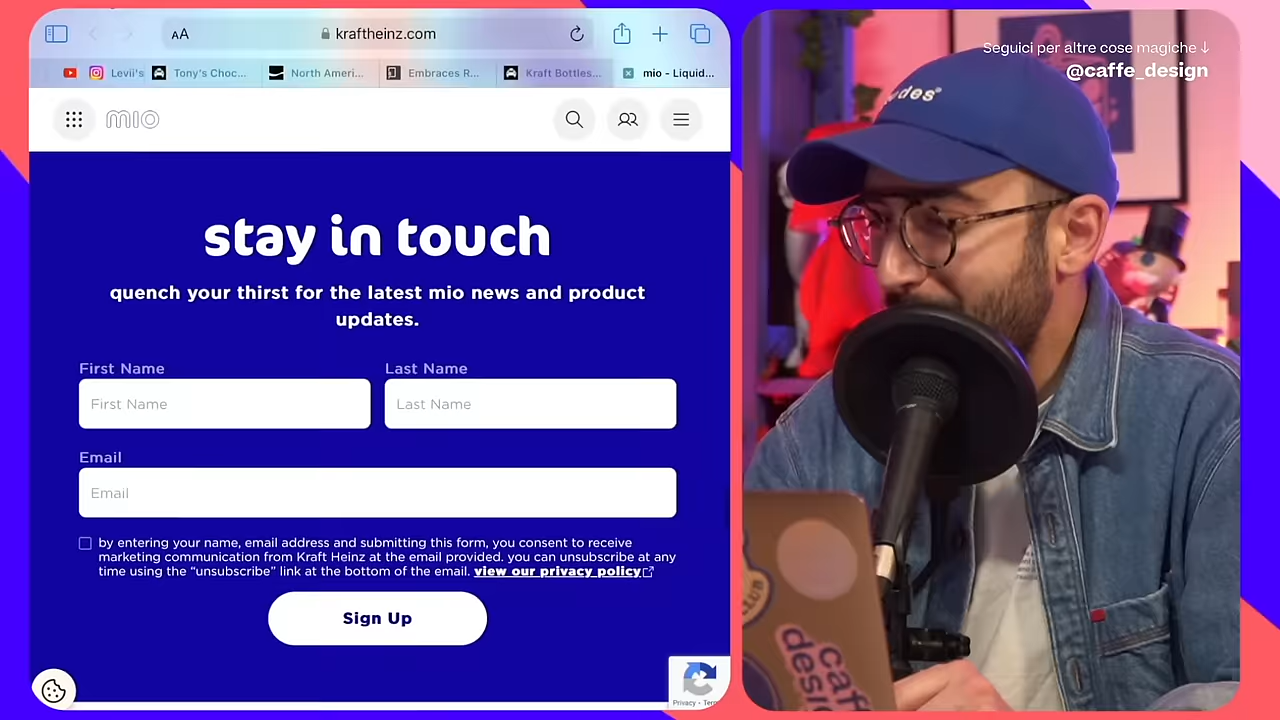 AA
kraftheinz.com
Levii's
Tony's Choc...
North Ameri...
Embraces R...
Kraft Bottles...
mio - Liquid...
mio
stay in touch
quench your thirst for the latest mio news and product
updates.
First Name
Last Name
First Name
Last Name
Email
Email
by entering your name, email address and submitting this form, you consent to receive
marketing communication from Kraft Heinz at the email provided. you can unsubscribe at any
time using the “unsubscribe” link at the bottom of the email. view our privacy policy
Sign Up
Privacy - Term
Seguici per altre cose magiche ↓
@caffe_design